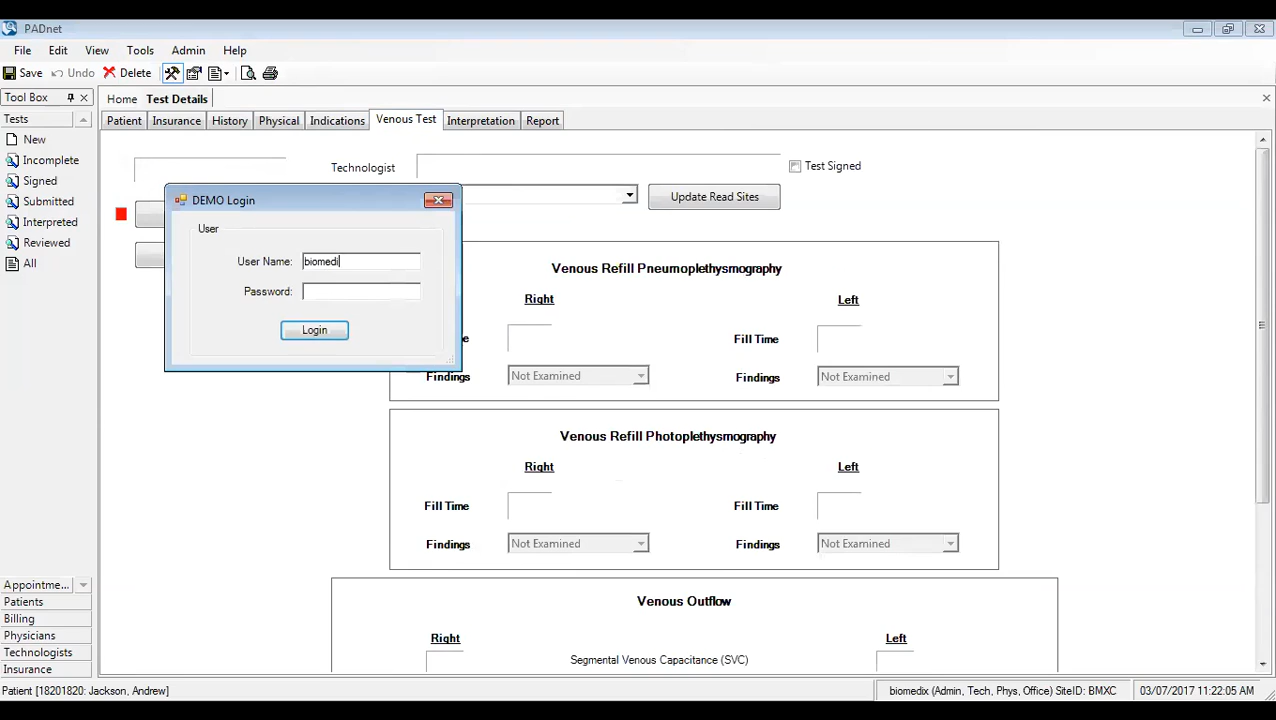 PADnet
File Edit View Tools Admin Help
Save Undo Delete
Tool Box
Home Test Details
Tests
Patient Insurance History Physical Indications Venous Test Interpretation Report
New
Incomplete
Signed
Submitted
Interpreted
Reviewed
All
Technologist
Test Signed
Update Read Sites
DEMO Login
User
User Name: biomedi
Password:
Login
Venous Refill Pneumoplethysmography
Right Left
Fill Time
Findings Not Examined Findings Not Examined
Venous Refill Photoplethysmography
Right Left
Fill Time Fill Time
Findings Not Examined Findings Not Examined
Venous Outflow
Right Left
Segmental Venous Capacitance (SVC)
Appointme...
Patients
Billing
Physicians
Technologists
Insurance
Patient [18201820: Jackson, Andrew] biomedix (Admin, Tech, Phys, Office) SiteID: BMXC 03/07/2017 11:22:05 AM